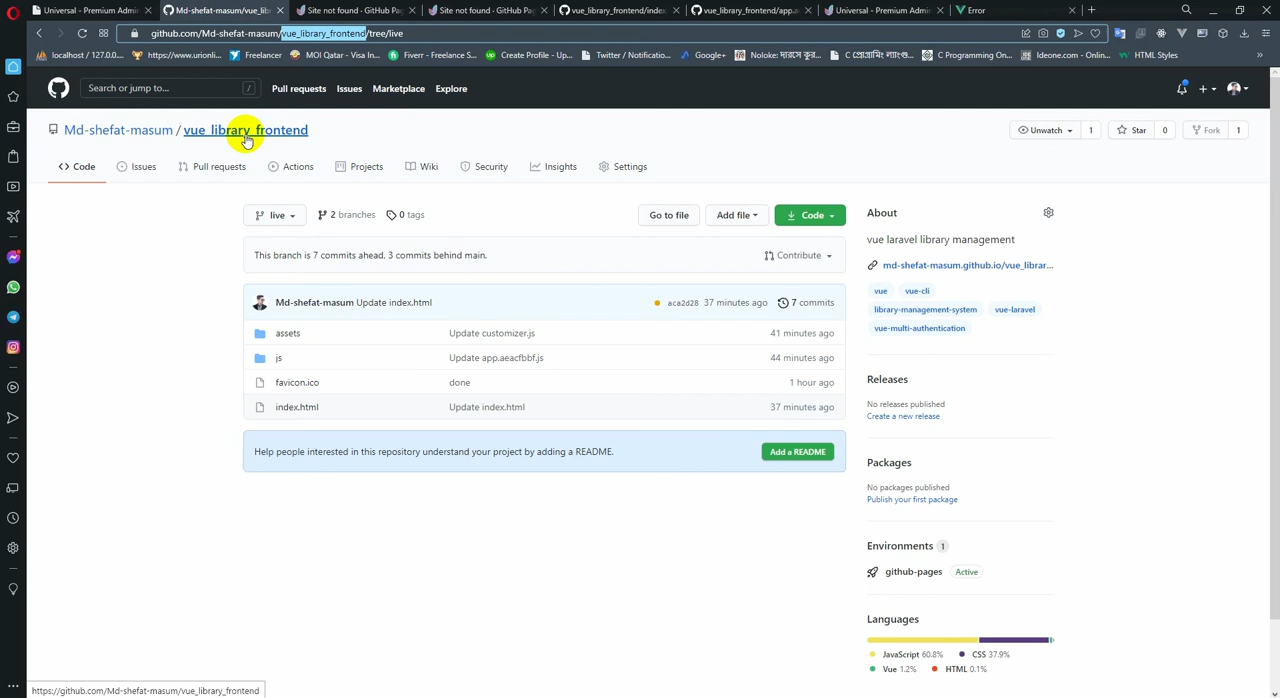 Universal - Premium Admin
Md-shefat-masum/vue_lib
Site not found · GitHub Pag
Site not found · GitHub Pag
vue_library_frontend/index
vue_library_frontend/app.a
Universal - Premium Admin
Error
github.com/Md-shefat-masum/vue_library_frontend/tree/live
localhost / 127.0.0....
https://www.urionli...
Freelancer
MOI Qatar - Visa In...
Fiverr - Freelance S...
Create Profile - Up...
Twitter / Notificatio...
Google+
Noloke: দারসে কু...
C প্রোগ্রামিং ল্যাংগু...
C Programming On...
Ideone.com - Onlin...
HTML Styles
Search or jump to...
/
Pull requests
Issues
Marketplace
Explore
Md-shefat-masum / vue_library_frontend
Unwatch
1
Star
0
Fork
1
Code
Issues
Pull requests
Actions
Projects
Wiki
Security
Insights
Settings
live
2 branches
0 tags
Go to file
Add file
Code
This branch is 7 commits ahead, 3 commits behind main.
Contribute
Md-shefat-masum Update index.html
aca2d28 37 minutes ago
7 commits
assets
Update customizer.js
41 minutes ago
js
Update app.aeacfbbf.js
44 minutes ago
favicon.ico
done
1 hour ago
index.html
Update index.html
37 minutes ago
Help people interested in this repository understand your project by adding a README.
Add a README
About
vue laravel library management
md-shefat-masum.github.io/vue_librar...
vue
vue-cli
library-management-system
vue-laravel
vue-multi-authentication
Releases
No releases published
Create a new release
Packages
No packages published
Publish your first package
Environments 1
github-pages
Active
Languages
JavaScript 60.8%
CSS 37.9%
Vue 1.2%
HTML 0.1%
https://github.com/Md-shefat-masum/vue_library_frontend